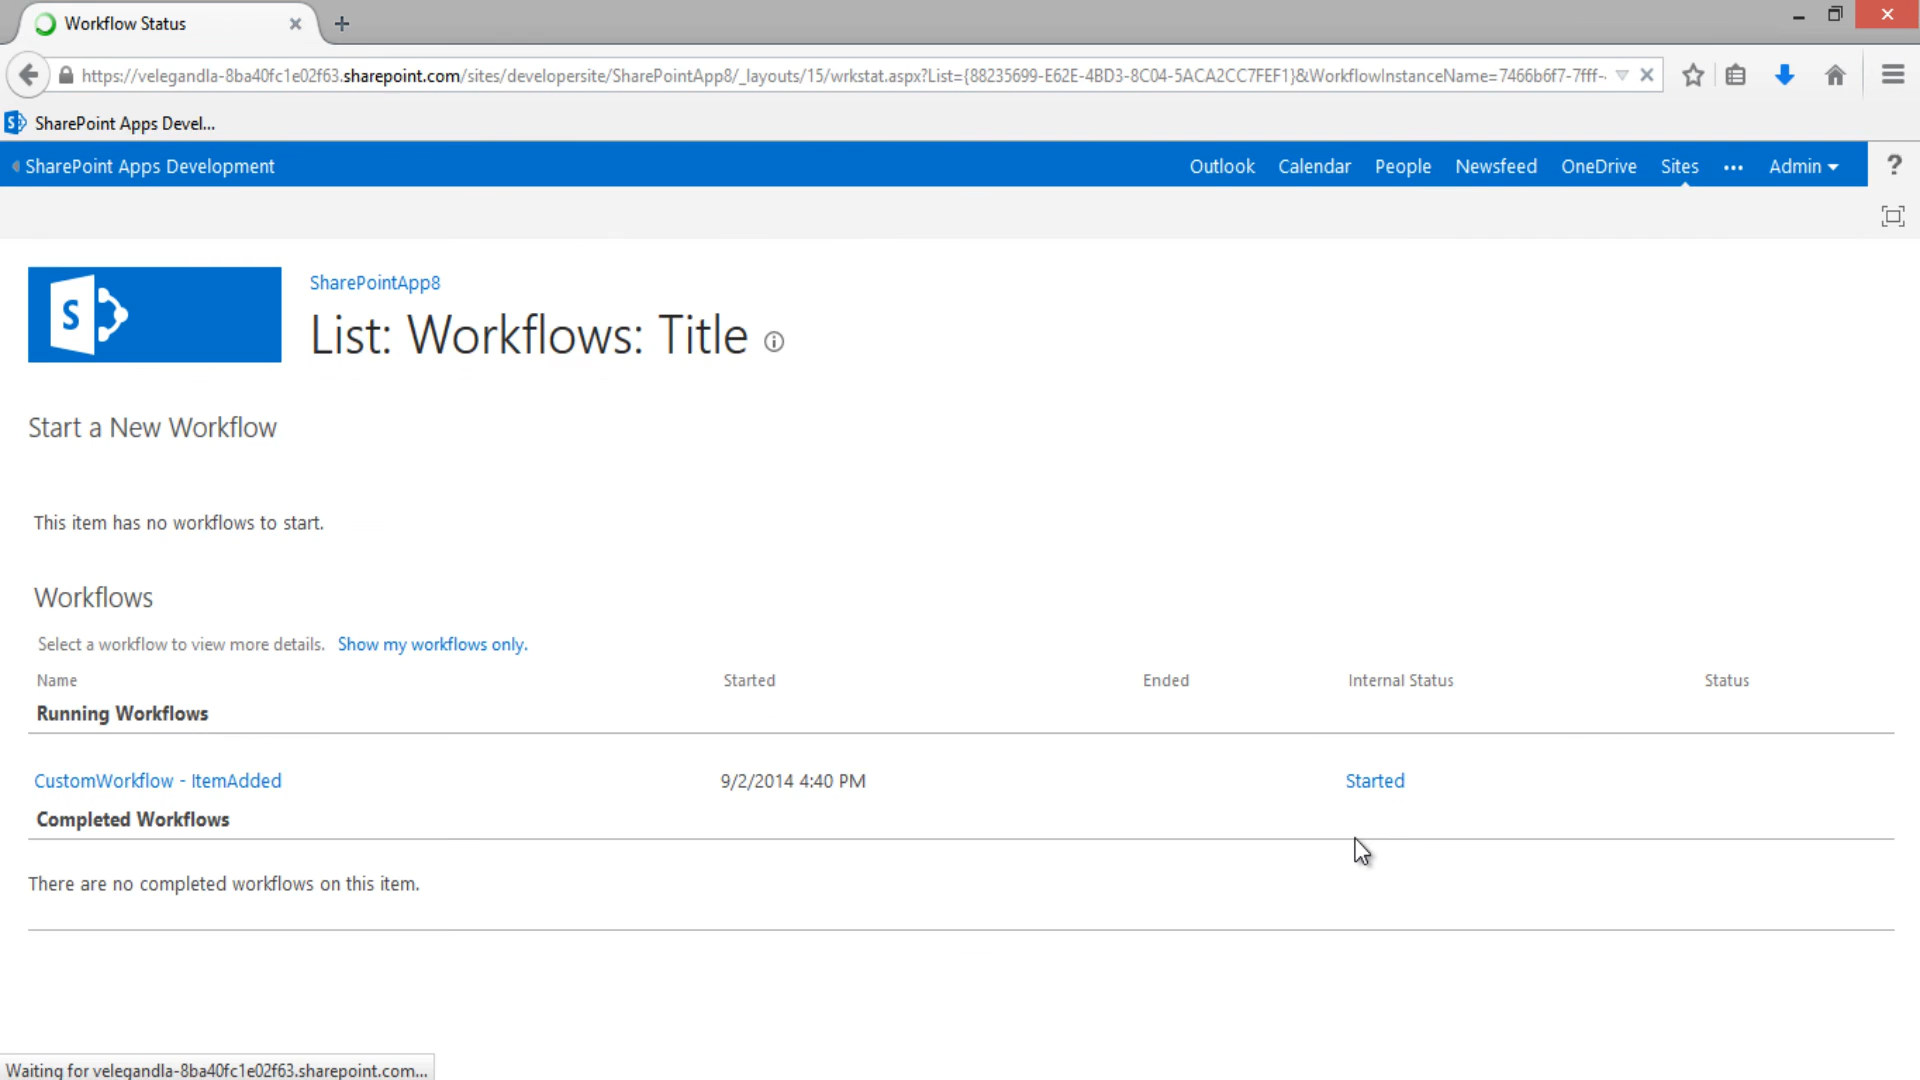 Workflow Status
https://velegandla-8ba40fc1e02f63.sharepoint.com/sites/developersite/SharePointApp8/_layouts/15/wrkstat.aspx?List={88235699-E62E-4BD3-8C04-5ACA2CC7FEF1}&WorkflowInstanceName=7466b6f7-7fff-
SharePoint Apps Devel...
SharePoint Apps Development
Outlook Calendar People Newsfeed OneDrive Sites ... Admin ?
S
SharePointApp8
List: Workflows: Title
Start a New Workflow
This item has no workflows to start.
Workflows
Select a workflow to view more details. Show my workflows only.
Name Started Ended Internal Status Status
Running Workflows
CustomWorkflow - ItemAdded 9/2/2014 4:40 PM Started
Completed Workflows
There are no completed workflows on this item.
Waiting for velegandla-8ba40fc1e02f63.sharepoint.com...